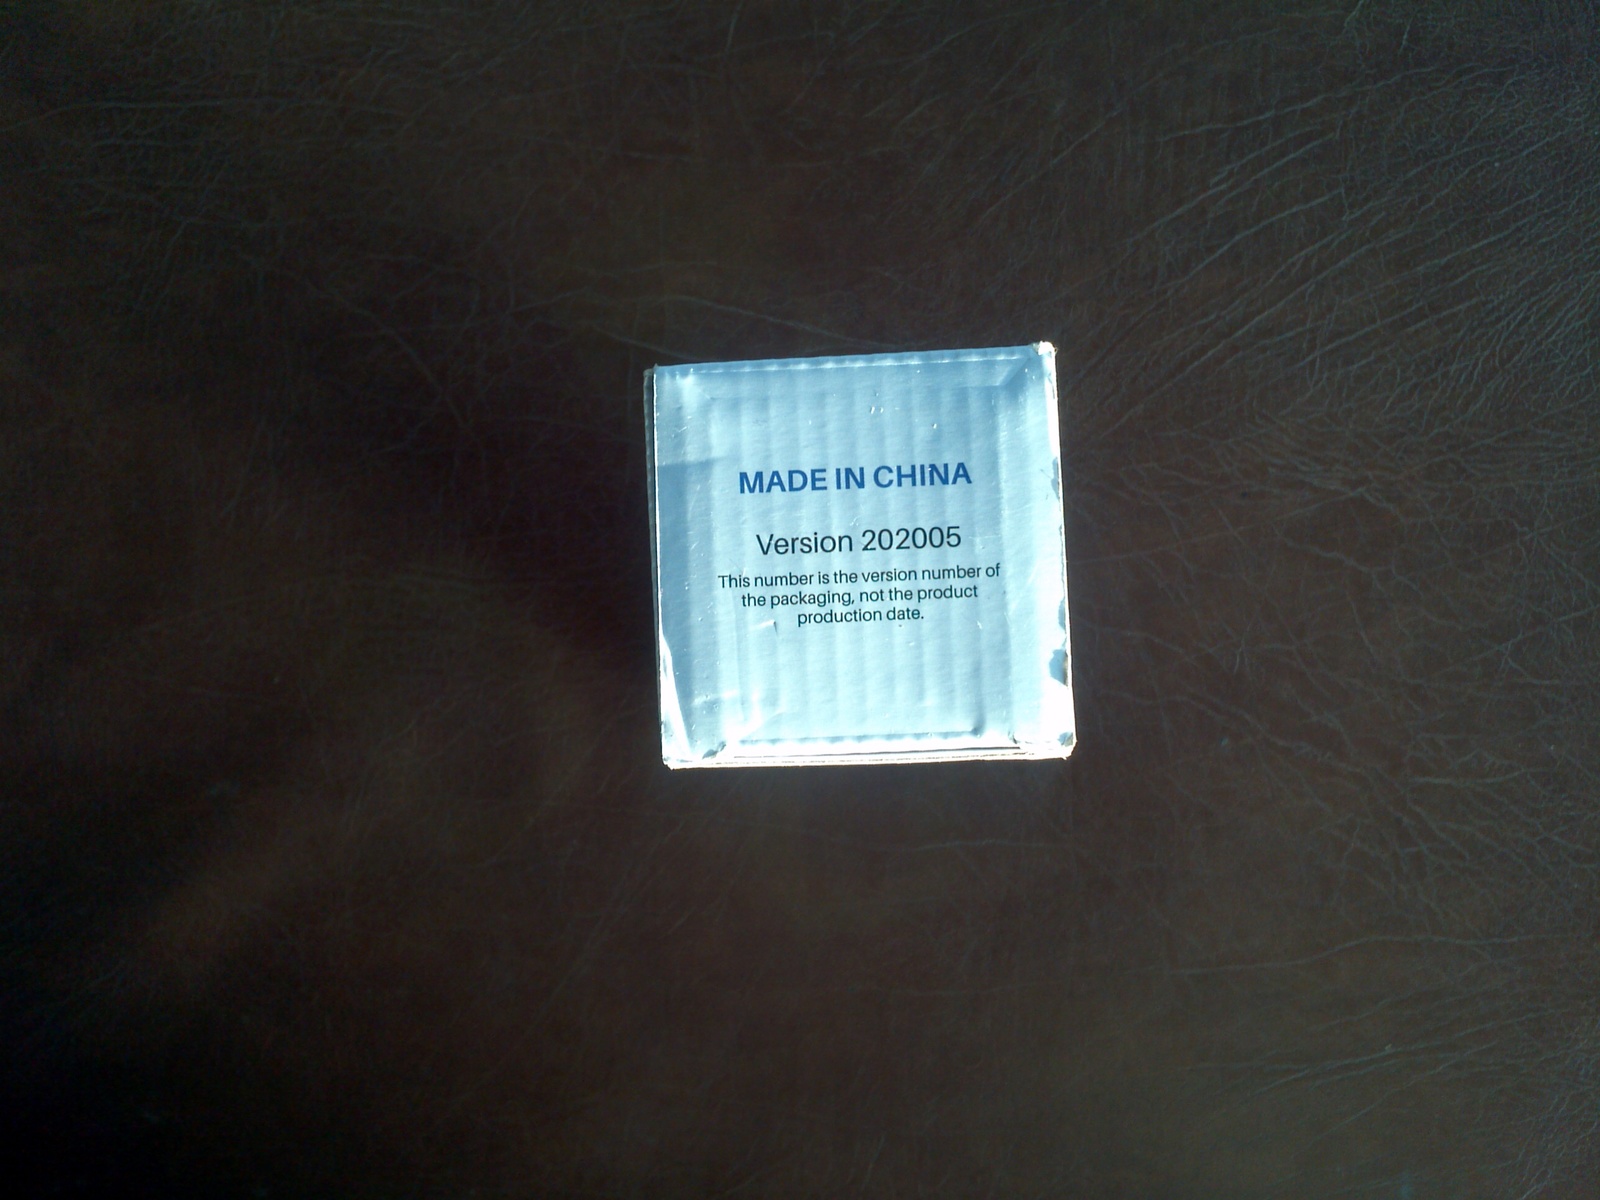 MADE IN CHINA
Version 202005
This number is the version number of
the packaging, not the product
production date.